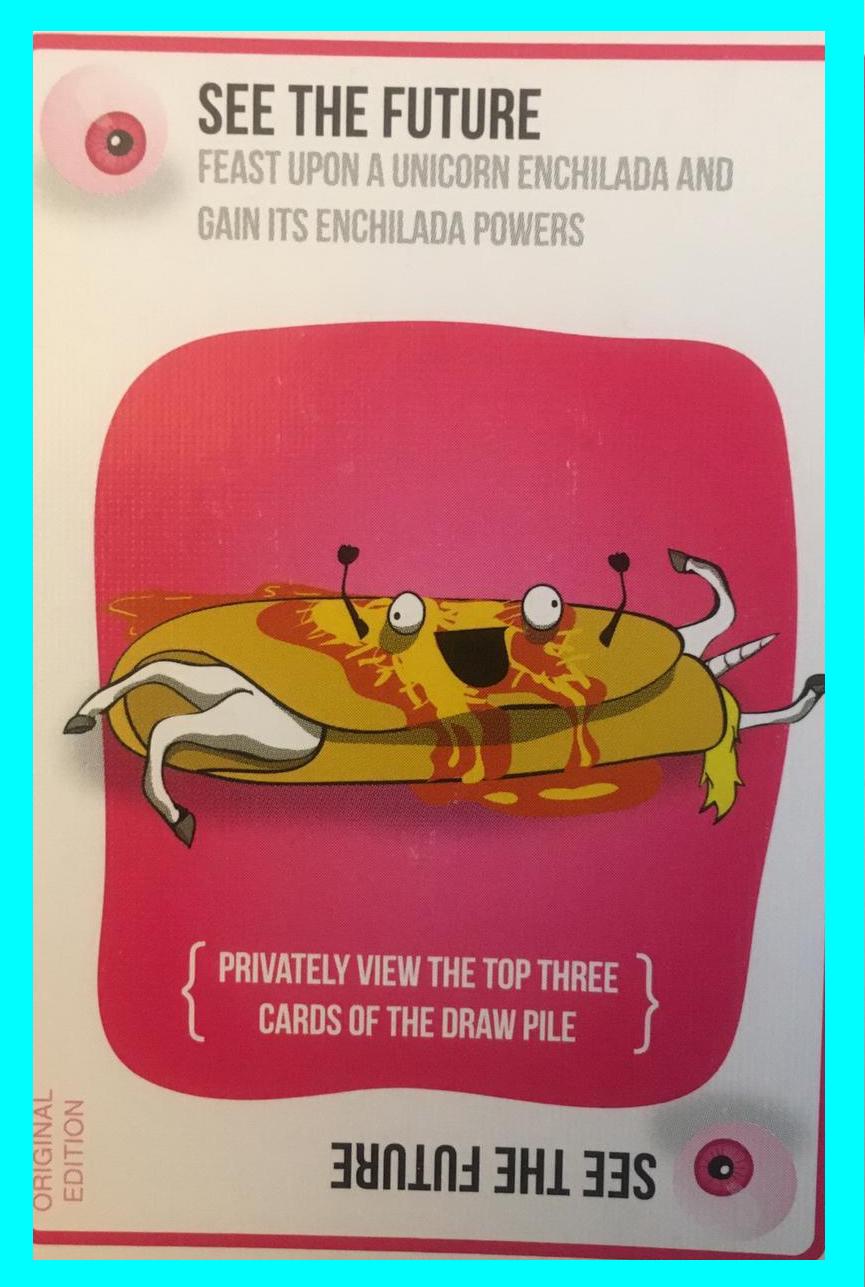 SEE THE FUTURE
FEAST UPON A UNICORN ENCHILADA AND
GAIN ITS ENCHILADA POWERS
{ PRIVATELY VIEW THE TOP THREE
CARDS OF THE DRAW PILE }
ORIGINAL
EDITION
SEE THE FUTURE